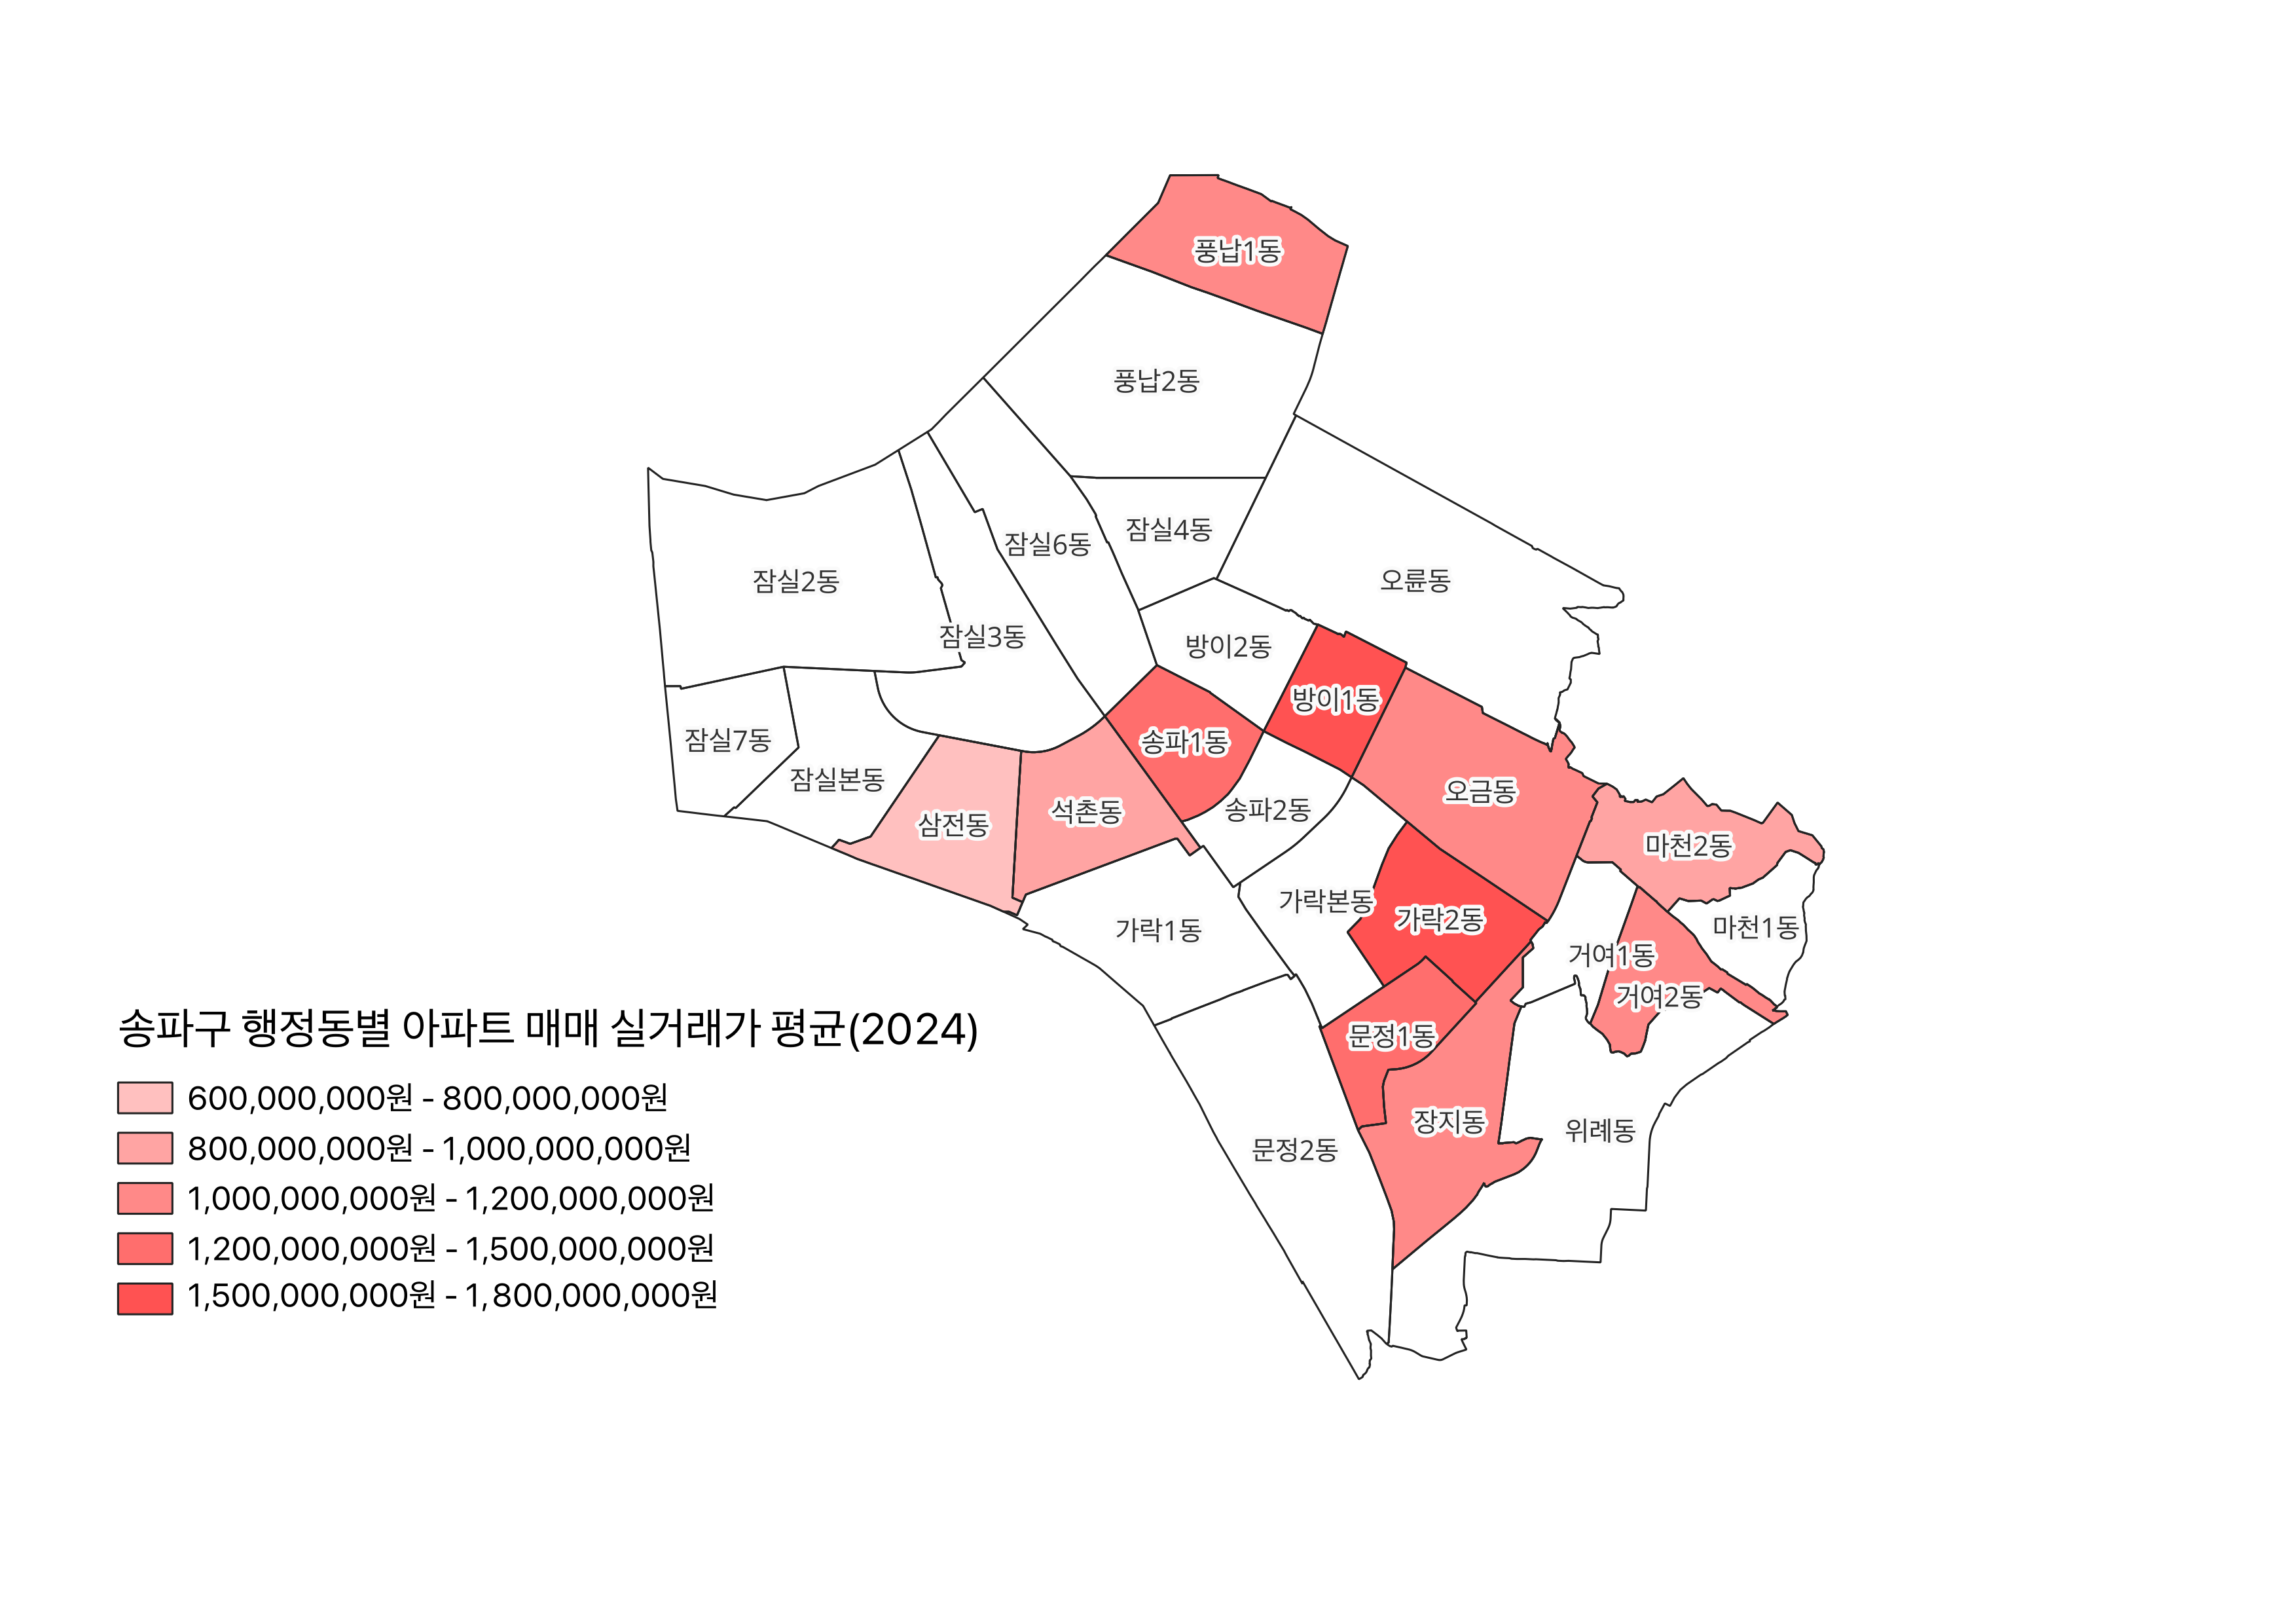 풍납1동
풍납2동
잠실4동
잠실6동
잠실2동
오륜동
잠실3동
방이2동
방이1동
잠실7동
송파1동
잠실본동
오금동
송파2동
석촌동
삼전동
마천2동
가락본동
가락2동
마천1동
가락1동
거여1동
거여2동
문정1동
장지동
위례동
문정2동
송파구 행정동별 아파트 매매 실거래가 평균(2024)
600,000,000원 - 800,000,000원
800,000,000원 - 1,000,000,000원
1,000,000,000원 - 1,200,000,000원
1,200,000,000원 - 1,500,000,000원
1,500,000,000원 - 1,800,000,000원